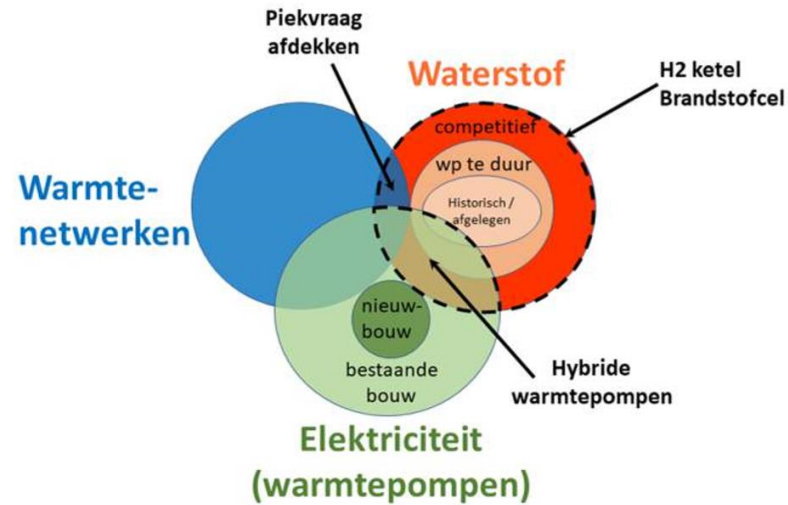 Piekvraag
afdekken
Waterstof
H2 ketel
Brandstofcel
competitief
wp te duur
Historisch /
afgelegen
Warmte-
netwerken
nieuw-
bouw
bestaande
bouw
Hybride
warmtepompen
Elektriciteit
(warmtepompen)